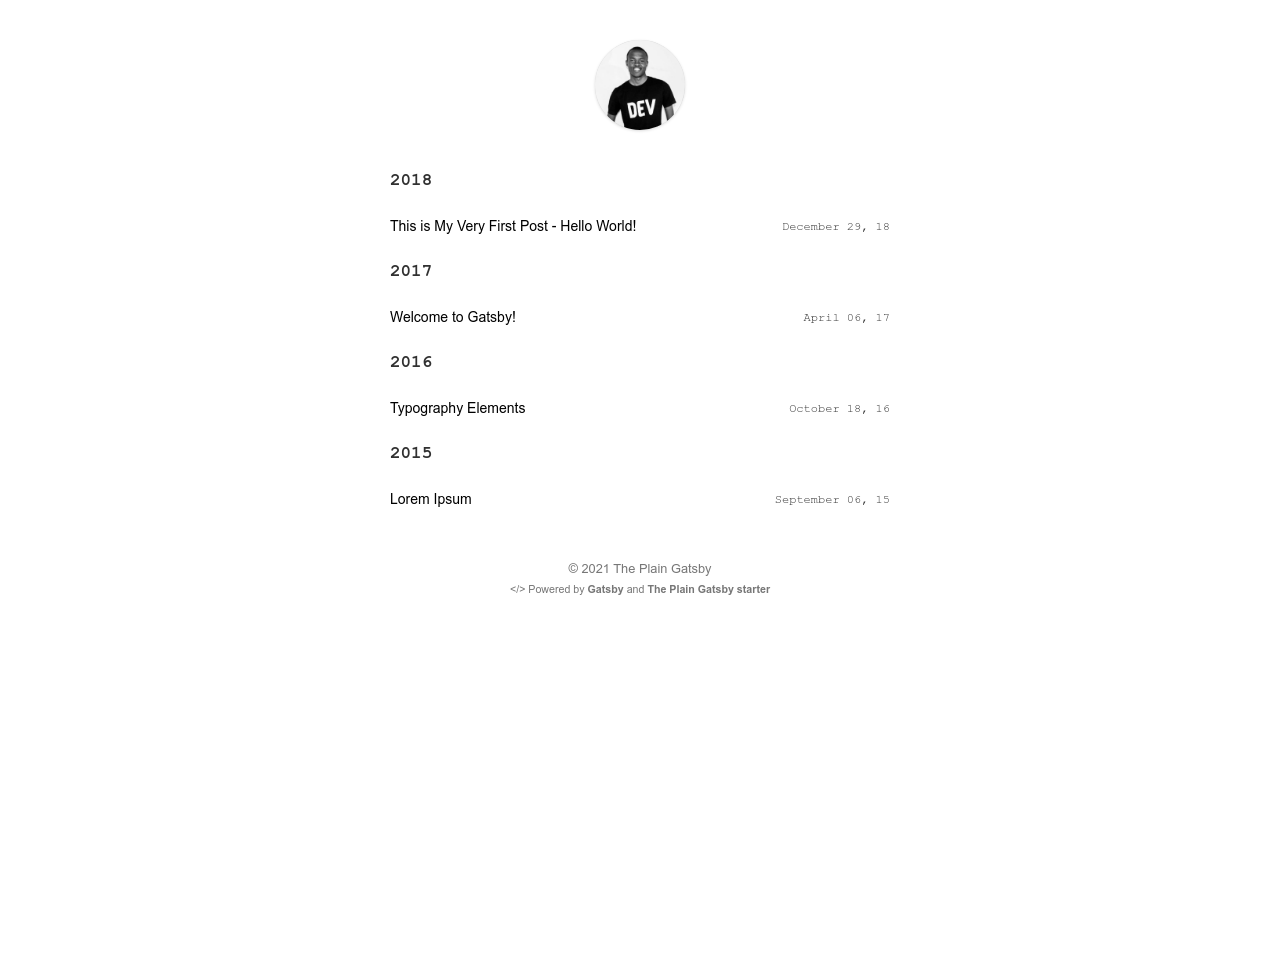 DEV
2018
This is My Very First Post - Hello World! December 29, 18
2017
Welcome to Gatsby! April 06, 17
2016
Typography Elements October 18, 16
2015
Lorem Ipsum September 06, 15
© 2021 The Plain Gatsby
</> Powered by Gatsby and The Plain Gatsby starter